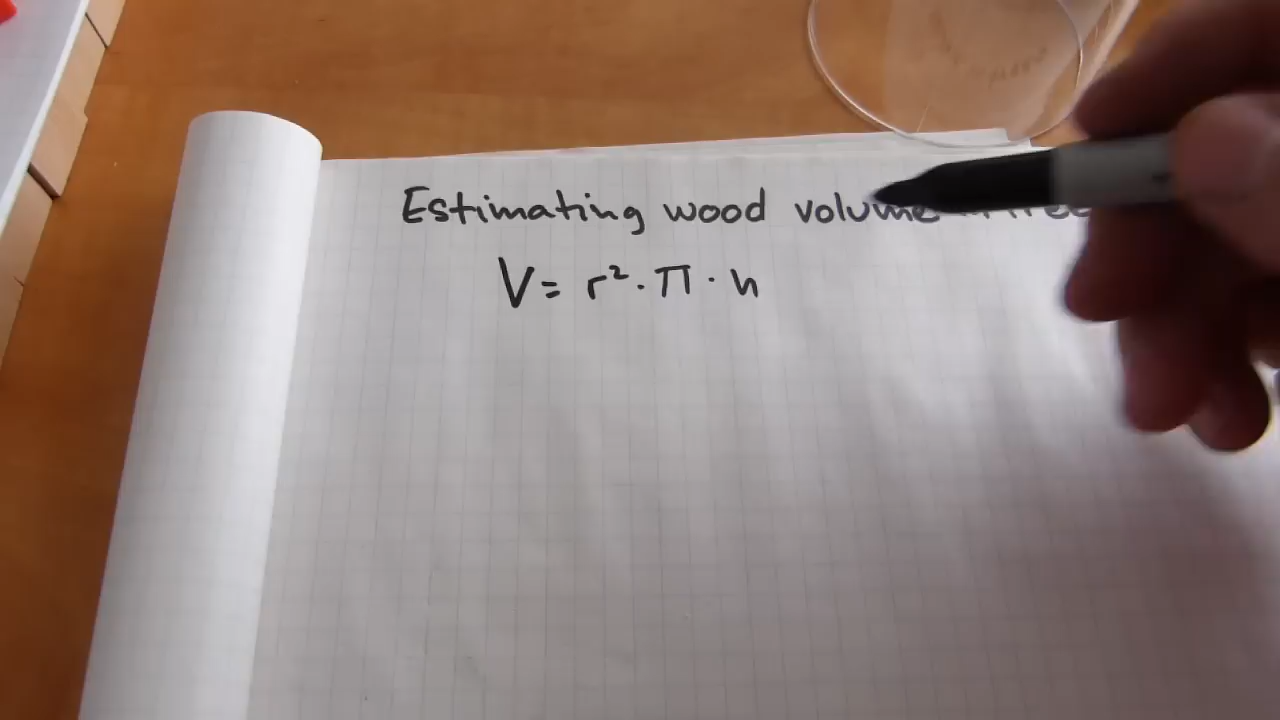 Estimating wood volume
V = r² · π · h